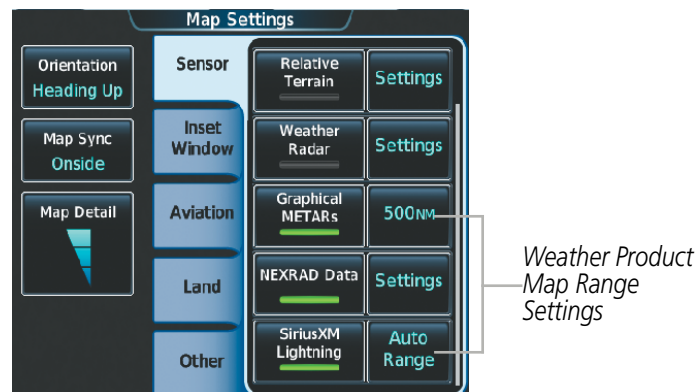 Map Settings
Orientation
Heading Up
Map Sync
Onside
Map Detail
Sensor
Inset
Window
Aviation
Land
Other
Relative
Terrain
Settings
Weather
Radar
Settings
Graphical
METARs
500NM
NEXRAD Data
Settings
SiriusXM
Lightning
Auto
Range
Weather Product
Map Range
Settings